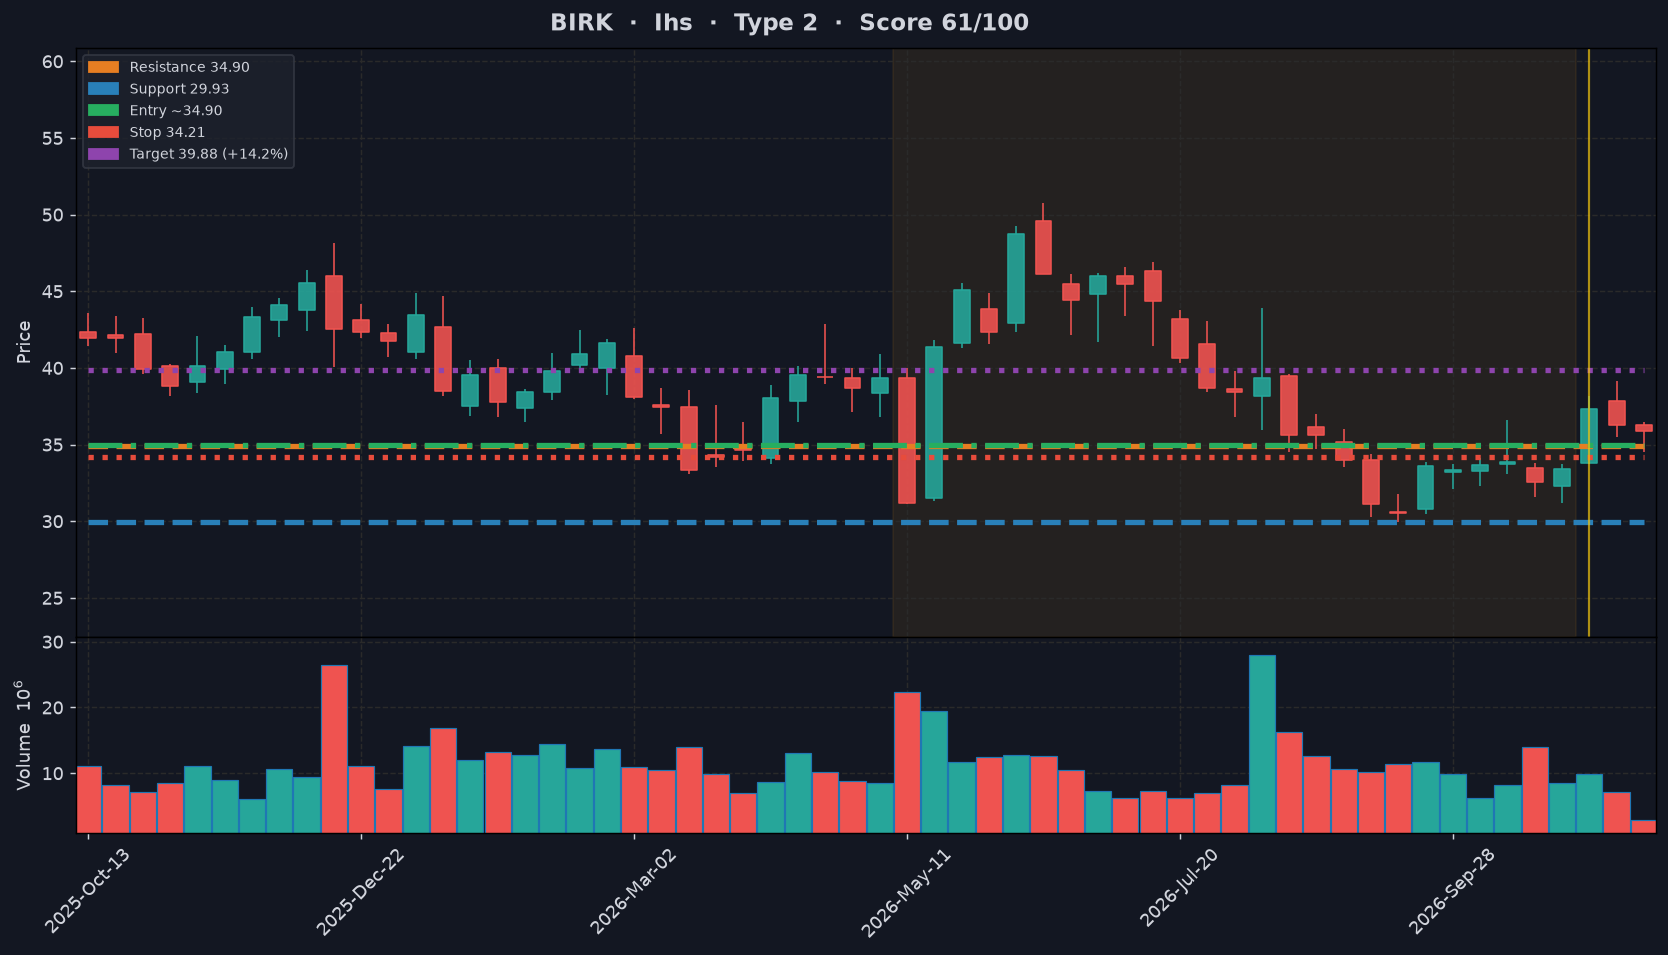 BIRK · Ihs · Type 2 · Score 61/100
Resistance 34.90
Support 29.93
Entry ~34.90
Stop 34.21
Target 39.88 (+14.2%)
Price
60
55
50
45
40
35
30
25
Volume 10⁶
30
20
10
2025-Oct-13
2025-Dec-22
2026-Mar-02
2026-May-11
2026-Jul-20
2026-Sep-28